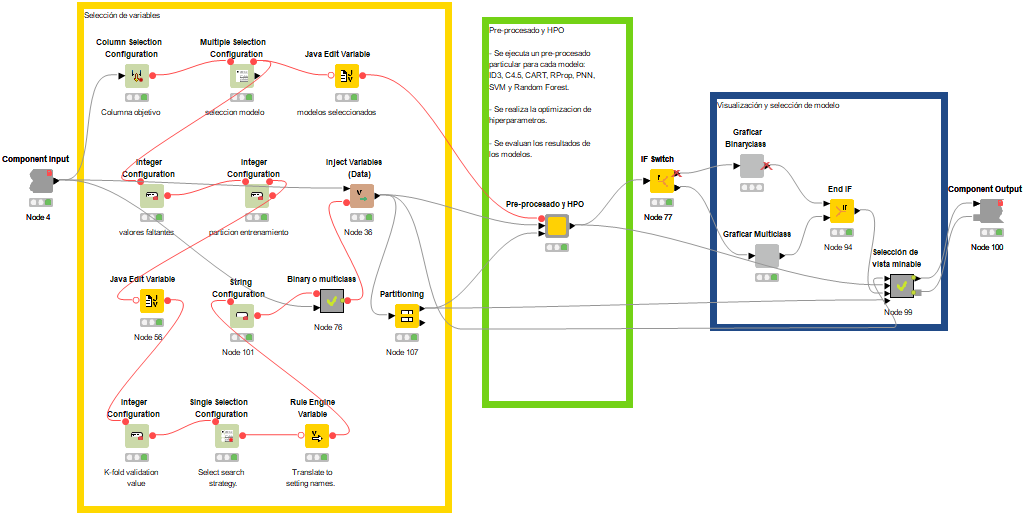 Selección de variables
Column Selection
Configuration
Columna objetivo
Multiple Selection
Configuration
seleccion modelo
Java Edit Variable
modelos seleccionados
Component Input
Node 4
Integer
Configuration
valores faltantes
Integer
Configuration
particion entrenamiento
Inject Variables
(Data)
Node 36
Java Edit Variable
Node 56
String
Configuration
Node 101
Binary o multiclass
Node 76
Partitioning
Node 107
Integer
Configuration
K-fold validation
value
Single Selection
Configuration
Select search
strategy.
Rule Engine
Variable
Translate to
setting names.
Pre-procesado y HPO
- Se ejecuta un pre-procesado
particular para cada modelo:
ID3, C4.5, CART, RProp, PNN,
SVM y Random Forest.
- Se realiza la optimizacion de
hiperparametros.
- Se evaluan los resultados de
los modelos.
Pre-procesado y HPO
IF Switch
Node 77
Visualización y selección de modelo
Graficar
Binaryclass
Graficar Multiclass
End IF
Node 94
Selección de
vista minable
Node 99
Component Output
Node 100